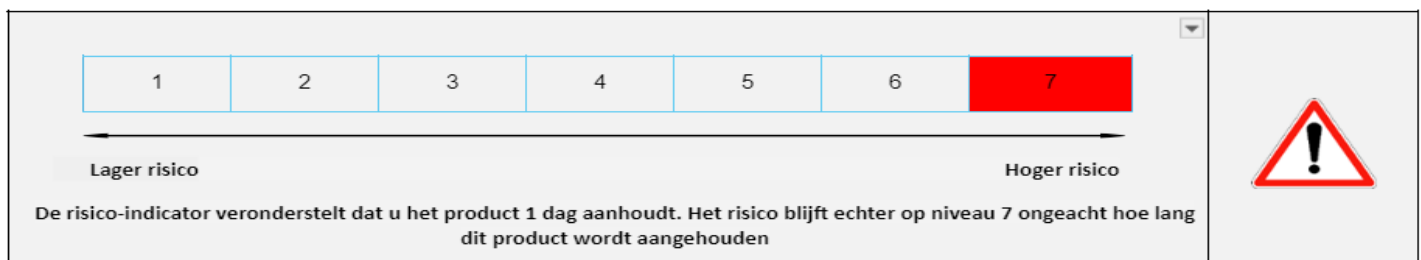 1 2 3 4 5 6 7
Lager risico Hoger risico
De risico-indicator veronderstelt dat u het product 1 dag aanhoudt. Het risico blijft echter op niveau 7 ongeacht hoe lang
dit product wordt aangehouden